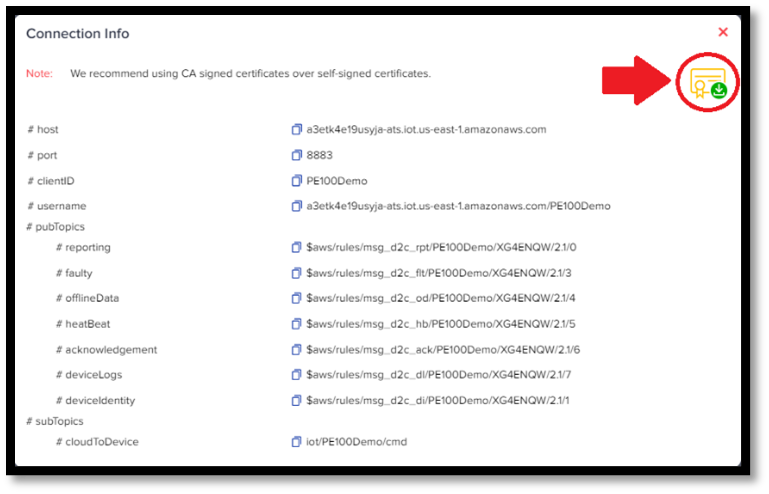 Connection Info
Note: We recommend using CA signed certificates over self-signed certificates.
# host a3etk4e19usyja-ats.iot.us-east-1.amazonaws.com
# port 8883
# clientID PE100Demo
# username a3etk4e19usyja-ats.iot.us-east-1.amazonaws.com/PE100Demo
# pubTopics
# reporting $aws/rules/msg_d2c_rpt/PE100Demo/XG4ENQW/2.1/0
# faulty $aws/rules/msg_d2c_flt/PE100Demo/XG4ENQW/2.1/3
# offlineData $aws/rules/msg_d2c_od/PE100Demo/XG4ENQW/2.1/4
# heatBeat $aws/rules/msg_d2c_hb/PE100Demo/XG4ENQW/2.1/5
# acknowledgement $aws/rules/msg_d2c_ack/PE100Demo/XG4ENQW/2.1/6
# deviceLogs $aws/rules/msg_d2c_dl/PE100Demo/XG4ENQW/2.1/7
# deviceIdentity $aws/rules/msg_d2c_di/PE100Demo/XG4ENQW/2.1/1
# subTopics
# cloudToDevice iot/PE100Demo/cmd